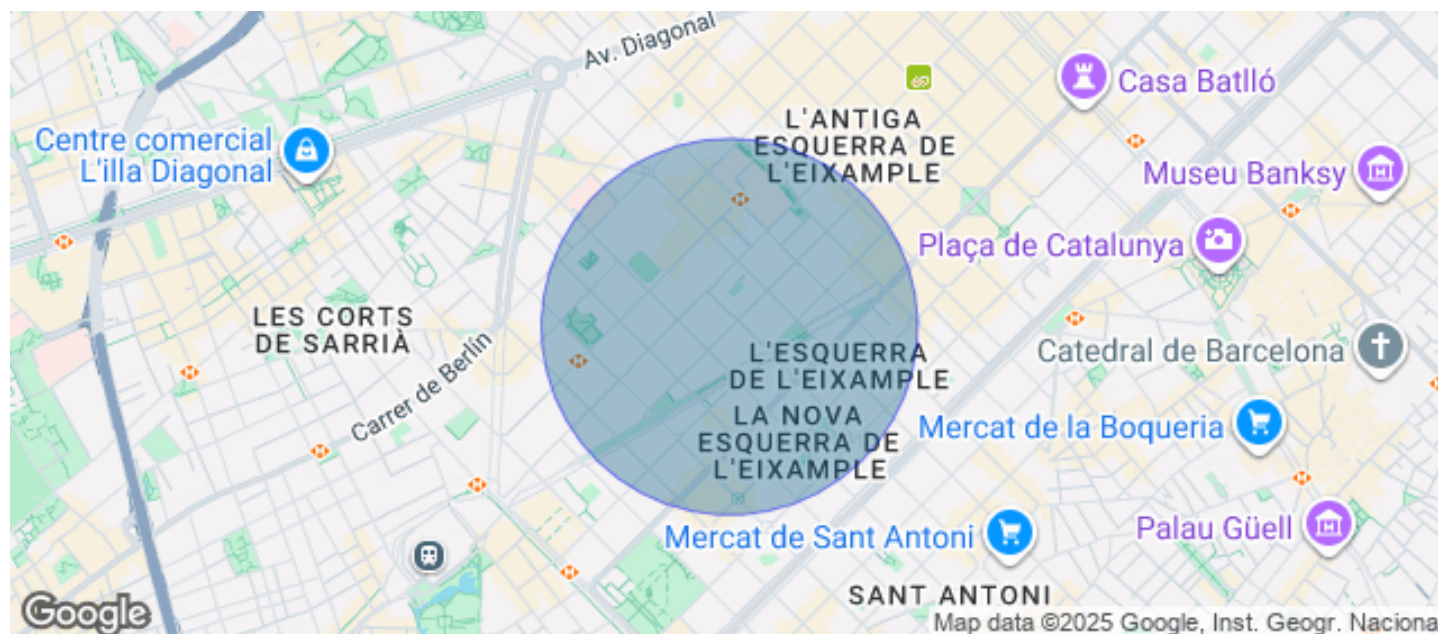 Av. Diagonal
Casa Batlló
L'ANTIGA
ESQUERRA DE
L'EIXAMPLE
Centre comercial
L'illa Diagonal
Museu Banksy
Plaça de Catalunya
LES CORTS
DE SARRIÀ
Carrer de Berlín
L'ESQUERRA
DE L'EIXAMPLE
Catedral de Barcelona
LA NOVA
ESQUERRA DE
L'EIXAMPLE
Mercat de la Boqueria
Mercat de Sant Antoni
Palau Güell
SANT ANTONI
Google
Map data ©2025 Google, Inst. Geogr. Naciona